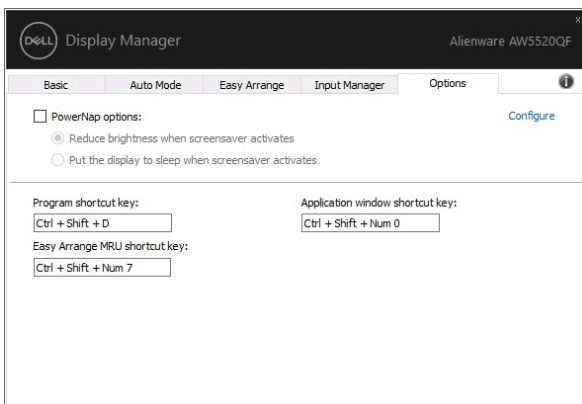 x
DELL Display Manager
Alienware AW5520QF
Basic
Auto Mode
Easy Arrange
Input Manager
Options
i
PowerNap options:
Configure
Reduce brightness when screensaver activates
Put the display to sleep when screensaver activates
Program shortcut key:
Application window shortcut key:
Ctrl + Shift + D
Ctrl + Shift + Num 0
Easy Arrange MRU shortcut key:
Ctrl + Shift + Num 7